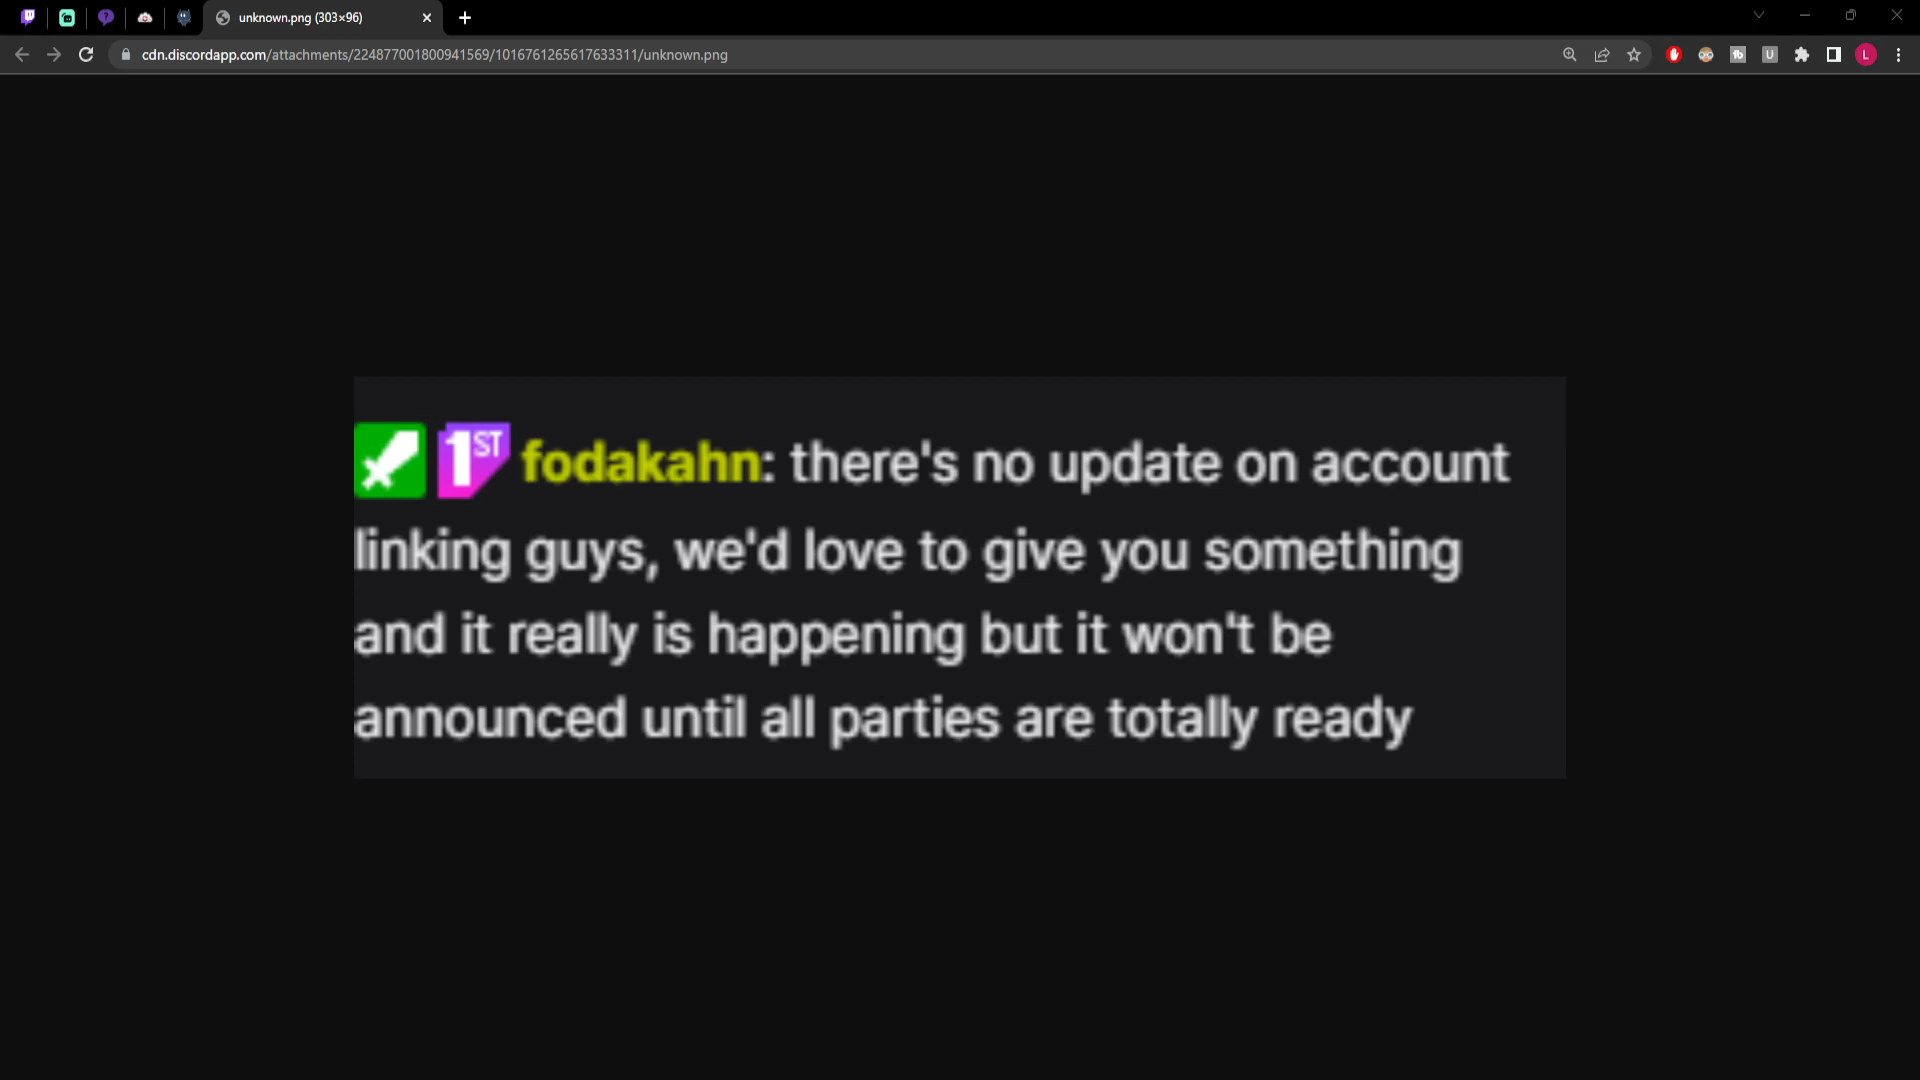 unknown.png (303×96)
cdn.discordapp.com/attachments/224877001800941569/1016761265617633311/unknown.png
tb
U
L
1ST fodakahn: there's no update on account
linking guys, we'd love to give you something
and it really is happening but it won't be
announced until all parties are totally ready